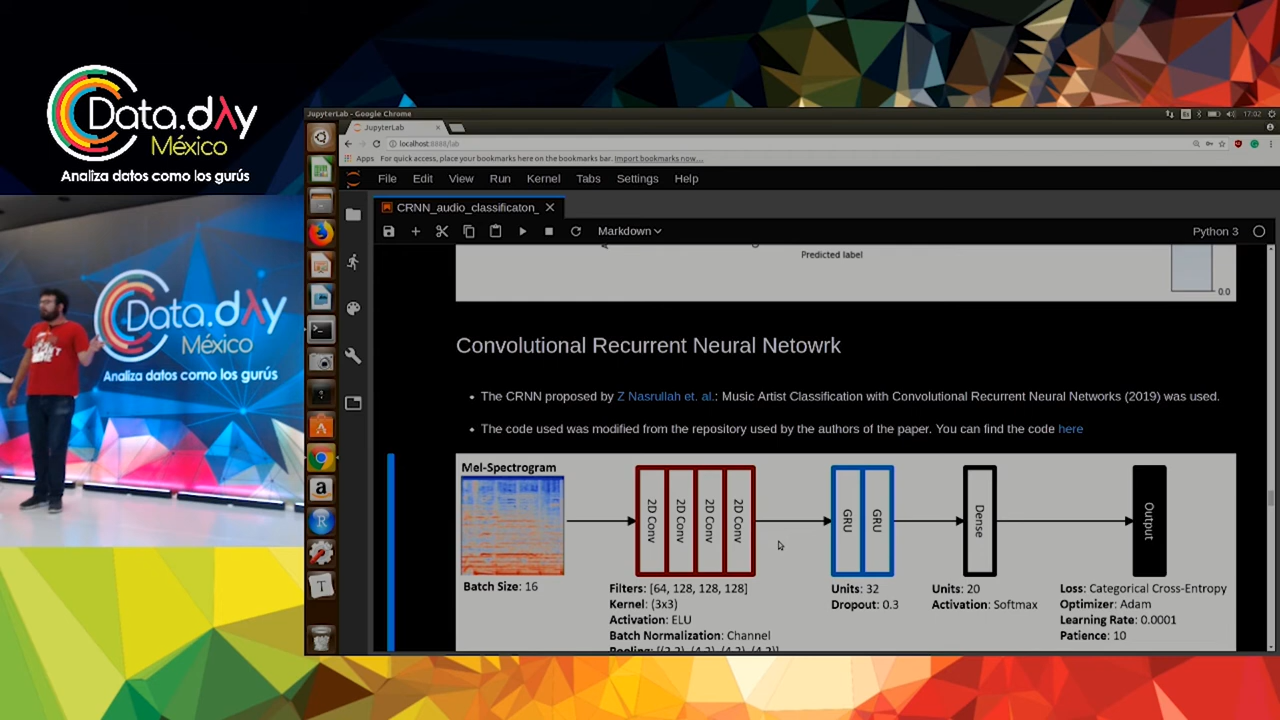 Data.dλy
México
Analiza datos como los gurús
Data.dλy
México
Analiza datos como los gurús
JupyterLab - Google Chrome
17:02
JupyterLab
localhost:8888/lab
Apps For quick access, place your bookmarks here on the bookmarks bar. Import bookmarks now...
File Edit View Run Kernel Tabs Settings Help
CRNN_audio_classificaton_
Markdown
Python 3
Predicted label
0.0
Convolutional Recurrent Neural Netowrk
The CRNN proposed by Z Nasrullah et. al.: Music Artist Classification with Convolutional Recurrent Neural Networks (2019) was used.
The code used was modified from the repository used by the authors of the paper. You can find the code here
Mel-Spectrogram
2D Conv
2D Conv
2D Conv
2D Conv
GRU
GRU
Dense
Output
Batch Size: 16
Filters: [64, 128, 128, 128]
Kernel: (3x3)
Activation: ELU
Batch Normalization: Channel
Units: 32
Dropout: 0.3
Units: 20
Activation: Softmax
Loss: Categorical Cross-Entropy
Optimizer: Adam
Learning Rate: 0.0001
Patience: 10